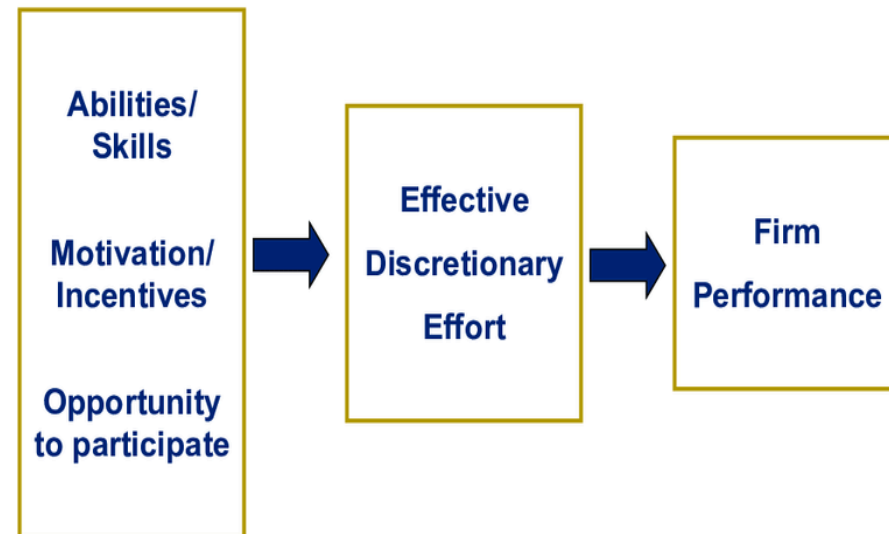 Abilities/
Skills
Motivation/
Incentives
Opportunity
to participate
Effective
Discretionary
Effort
Firm
Performance